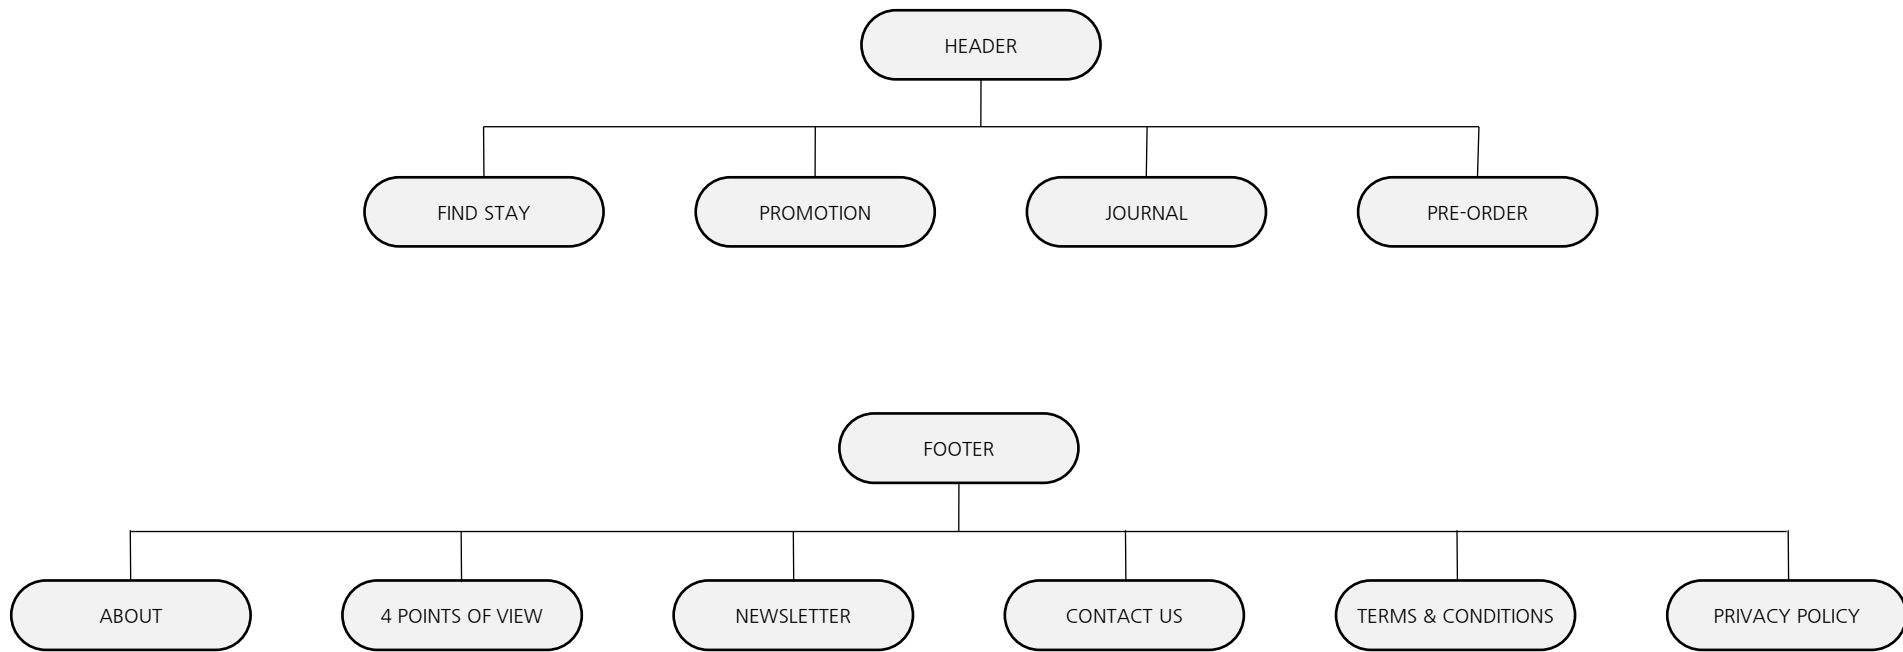 HEADER
FIND STAY
PROMOTION
JOURNAL
PRE-ORDER
FOOTER
ABOUT
4 POINTS OF VIEW
NEWSLETTER
CONTACT US
TERMS & CONDITIONS
PRIVACY POLICY